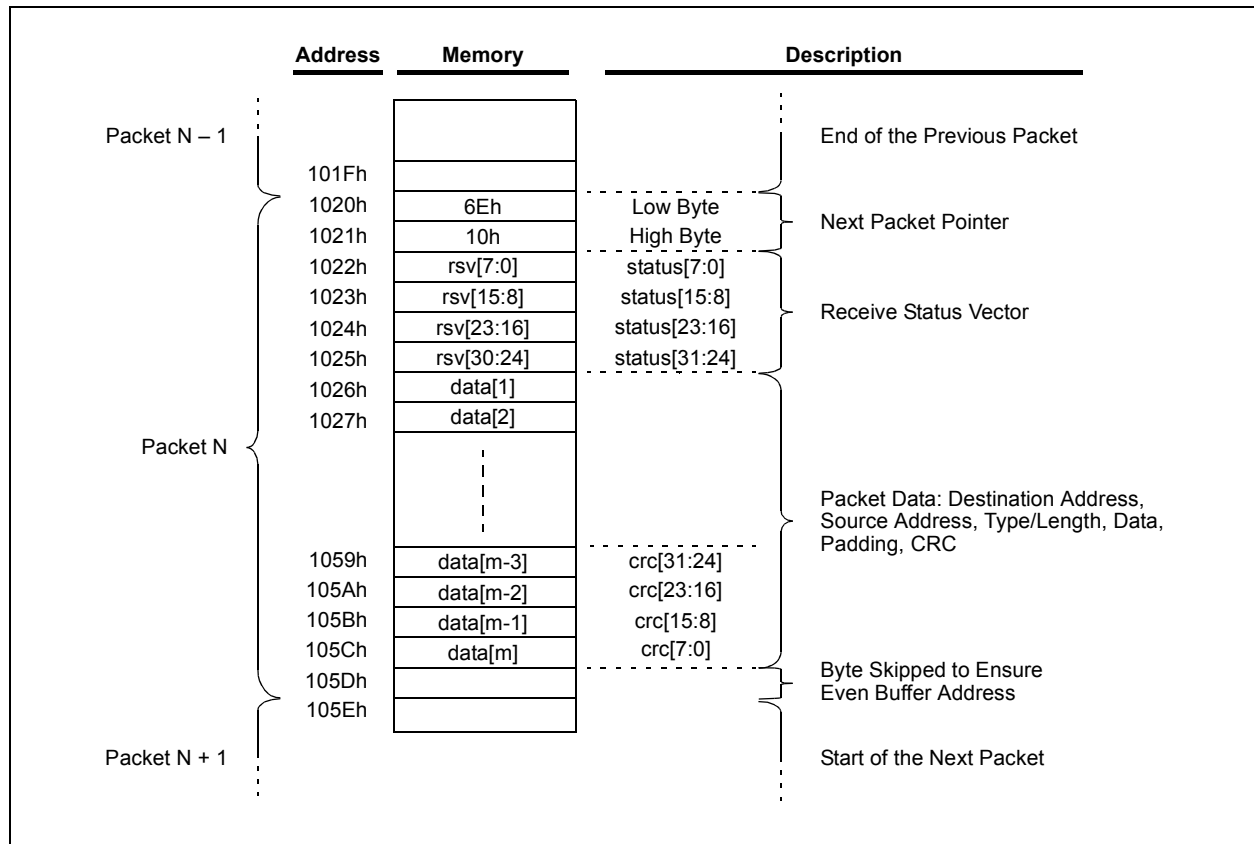 Address Memory Description
Packet N – 1 End of the Previous Packet
101Fh
1020h 6Eh Low Byte
Next Packet Pointer
1021h 10h High Byte
1022h rsv[7:0] status[7:0]
1023h rsv[15:8] status[15:8]
Receive Status Vector
1024h rsv[23:16] status[23:16]
1025h rsv[30:24] status[31:24]
1026h data[1]
1027h data[2]
Packet N
Packet Data: Destination Address,
Source Address, Type/Length, Data,
Padding, CRC
1059h data[m-3] crc[31:24]
105Ah data[m-2] crc[23:16]
105Bh data[m-1] crc[15:8]
105Ch data[m] crc[7:0]
Byte Skipped to Ensure
105Dh Even Buffer Address
105Eh
Packet N + 1 Start of the Next Packet